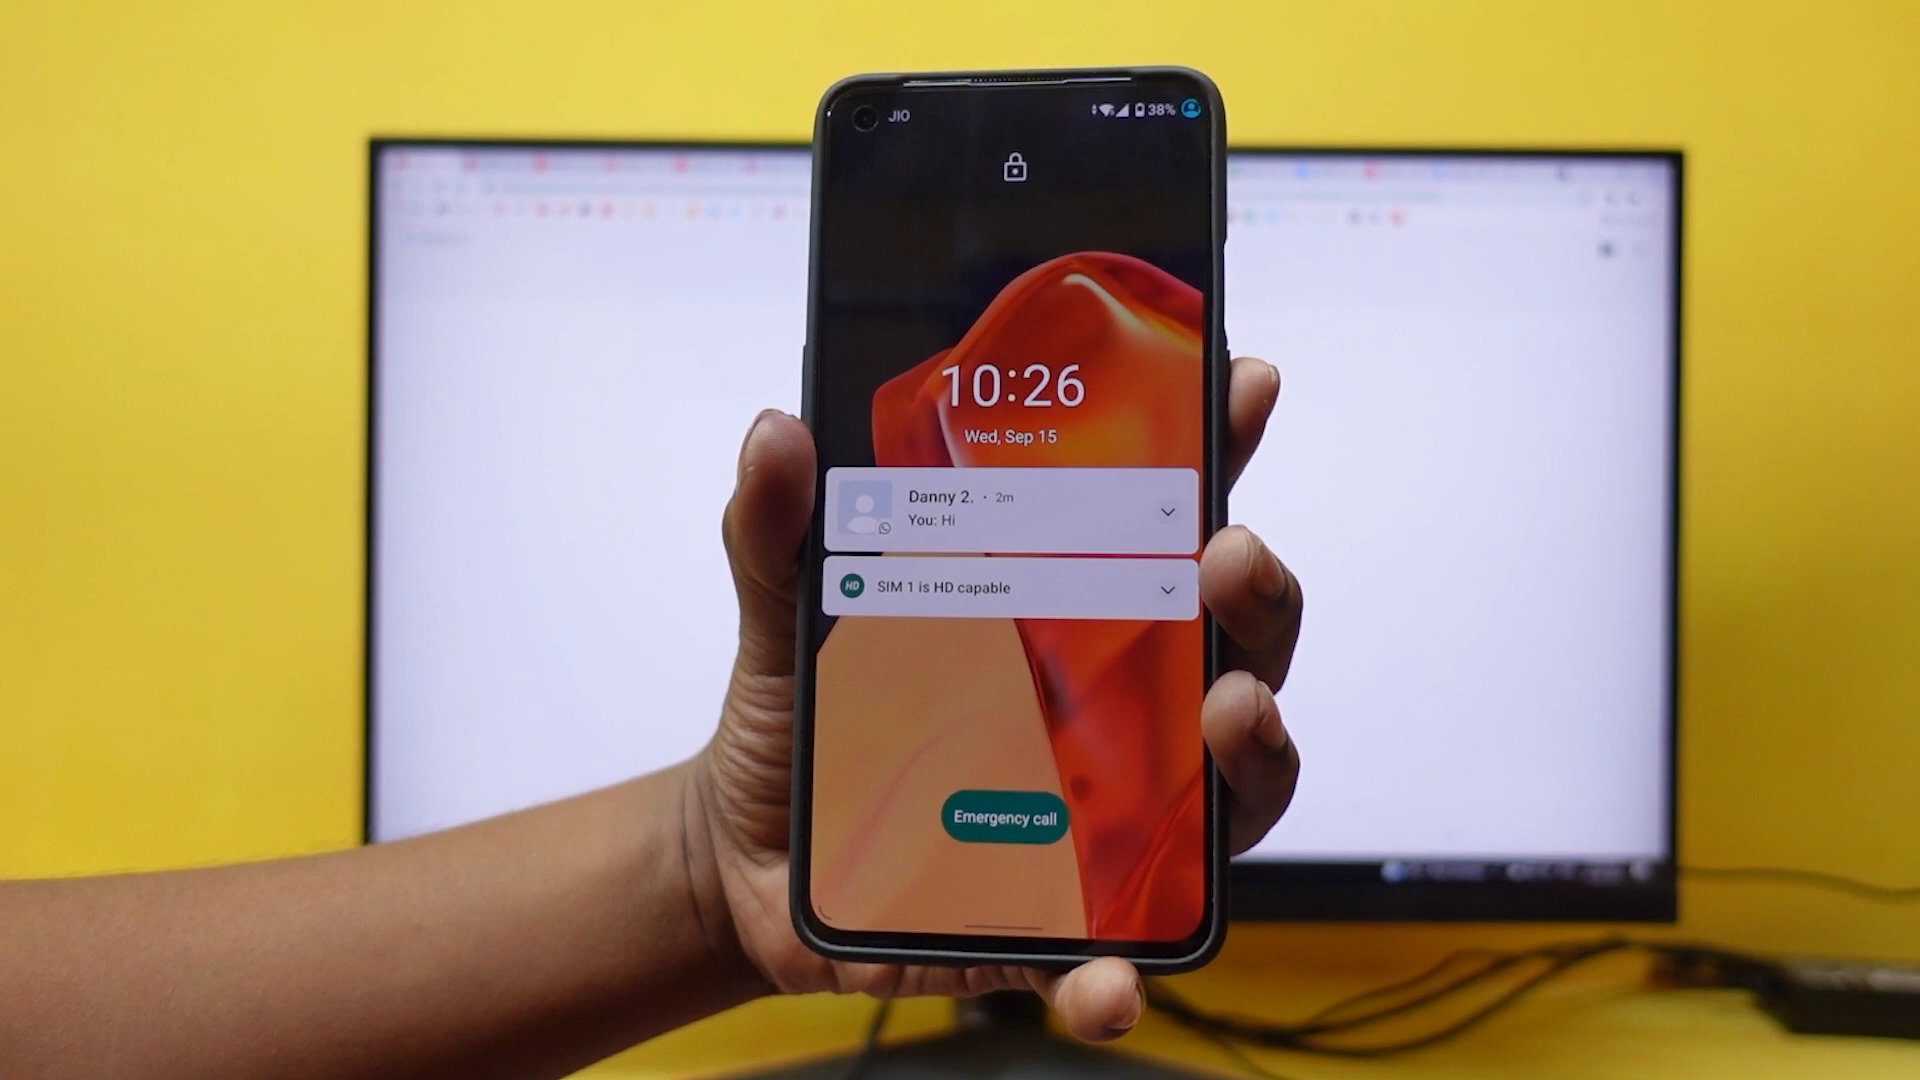 JIO 38%
10:26
Wed, Sep 15
Danny 2. · 2m
You: Hi
HD SIM 1 is HD capable
Emergency call